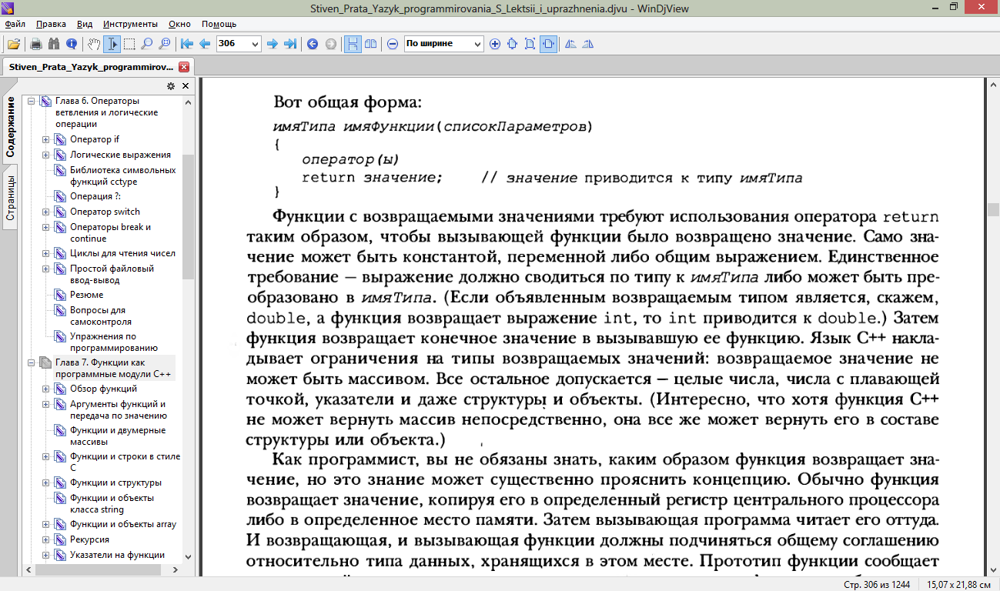 Stiven_Prata_Yazyk_programmirovania_S_Lektsii_i_uprazhnenia.djvu - WinDjView
Файл Правка Вид Инструменты Окно Помощь
306 По ширине
Stiven_Prata_Yazyk_programmirov...
Содержание
Страницы
Глава 6. Операторы
ветвления и логические
операции
Оператор if
Логические выражения
Библиотека символьных
функций cctype
Операция ?:
Оператор switch
Операторы break и
continue
Циклы для чтения чисел
Простой файловый
ввод-вывод
Резюме
Вопросы для
самоконтроля
Упражнения по
программированию
Глава 7. Функции как
программные модули C++
Обзор функций
Аргументы функций и
передача по значению
Функции и двумерные
массивы
Функции и строки в стиле
C
Функции и структуры
Функции и объекты
класса string
Функции и объекты array
Рекурсия
Указатели на функции
Вот общая форма:
имяТипа имяФункции(списокПараметров)
{
оператор(ы)
return значение; // значение приводится к типу имяТипа
}
Функции с возвращаемыми значениями требуют использования оператора return
таким образом, чтобы вызывающей функции было возвращено значение. Само зна-
чение может быть константой, переменной либо общим выражением. Единственное
требование — выражение должно сводиться по типу к имяТипа либо может быть пре-
образовано в имяТипа. (Если объявленным возвращаемым типом является, скажем,
double, а функция возвращает выражение int, то int приводится к double.) Затем
функция возвращает конечное значение в вызывавшую ее функцию. Язык C++ накла-
дывает ограничения на типы возвращаемых значений: возвращаемое значение не
может быть массивом. Все остальное допускается — целые числа, числа с плавающей
точкой, указатели и даже структуры и объекты. (Интересно, что хотя функция C++
не может вернуть массив непосредственно, она все же может вернуть его в составе
структуры или объекта.)
Как программист, вы не обязаны знать, каким образом функция возвращает зна-
чение, но это знание может существенно прояснить концепцию. Обычно функция
возвращает значение, копируя его в определенный регистр центрального процессора
либо в определенное место памяти. Затем вызывающая программа читает его оттуда.
И возвращающая, и вызывающая функции должны подчиняться общему соглашению
относительно типа данных, хранящихся в этом месте. Прототип функции сообщает
Стр. 306 из 1244 15,07 x 21,88 см